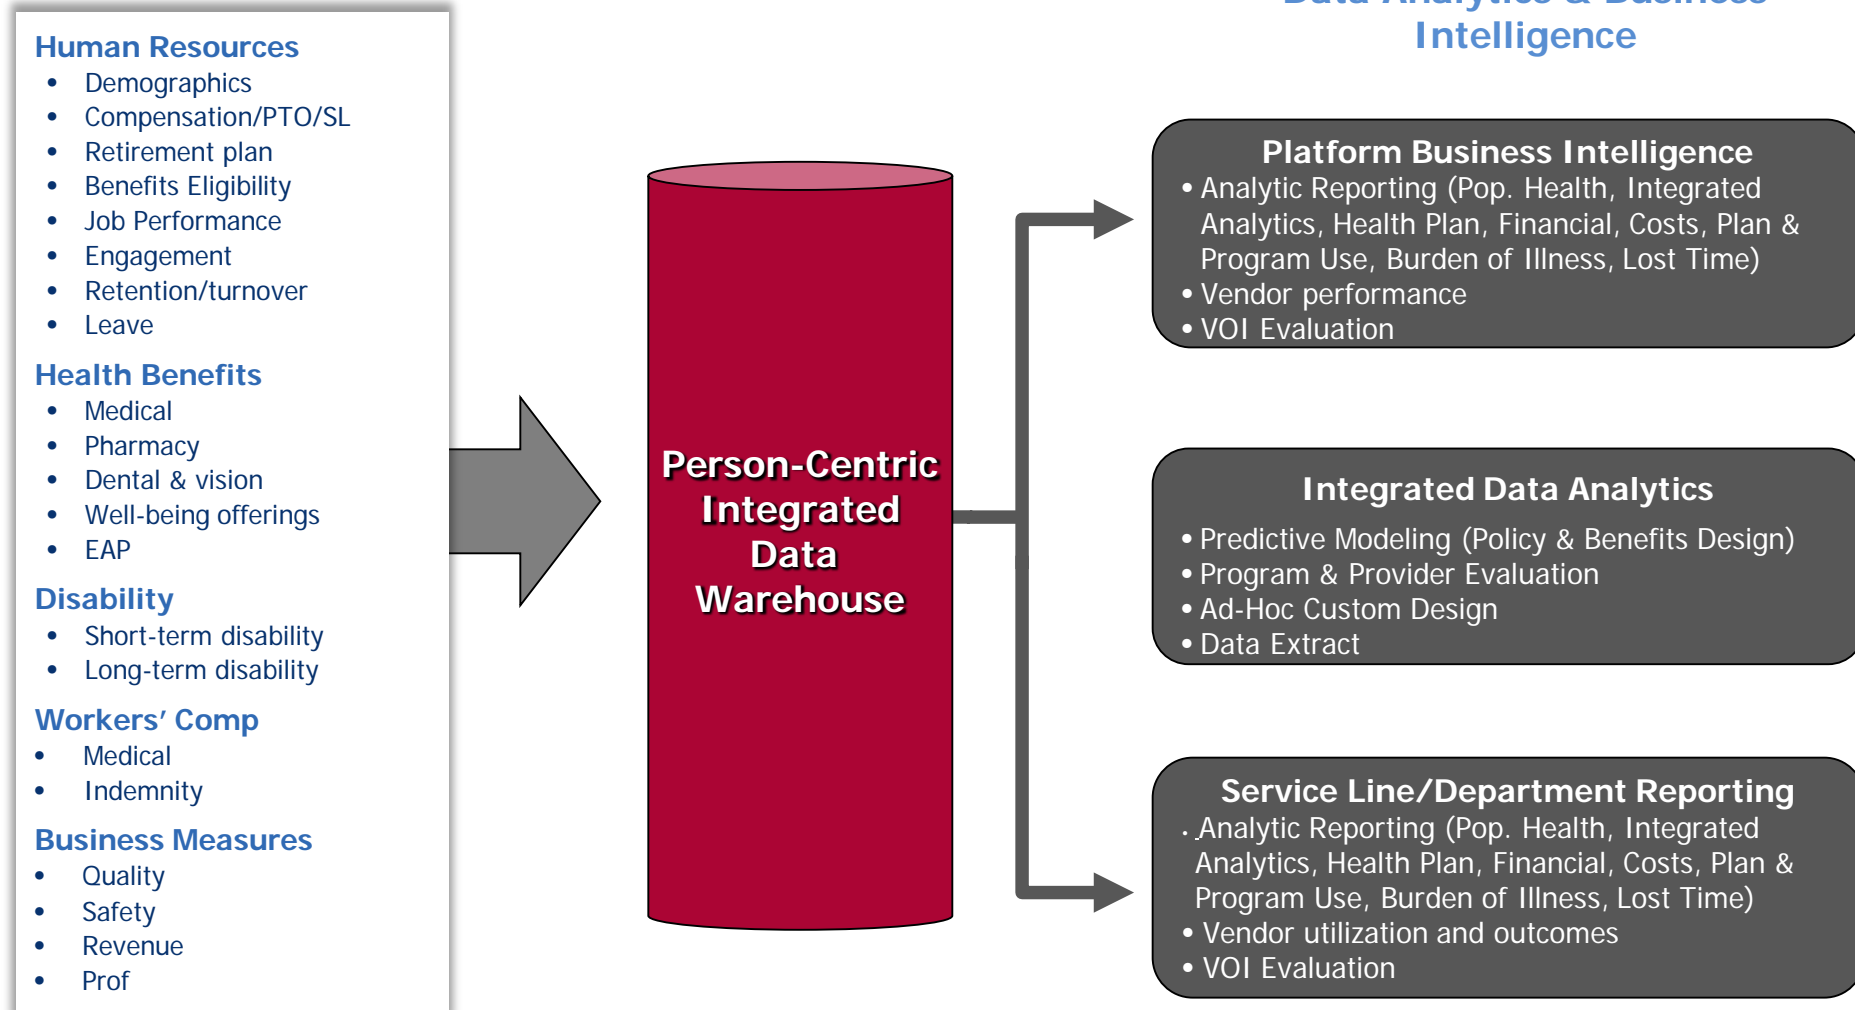 Human Resources
• Demographics
• Compensation/PTO/SL
• Retirement plan
• Benefits Eligibility
• Job Performance
• Engagement
• Retention/turnover
• Leave
Health Benefits
• Medical
• Pharmacy
• Dental & vision
• Well-being offerings
• EAP
Disability
• Short-term disability
• Long-term disability
Workers’ Comp
• Medical
• Indemnity
Business Measures
• Quality
• Safety
• Revenue
• Prof
Person-Centric
Integrated
Data
Warehouse
Data Analytics & Business
Intelligence
Platform Business Intelligence
• Analytic Reporting (Pop. Health, Integrated
Analytics, Health Plan, Financial, Costs, Plan &
Program Use, Burden of Illness, Lost Time)
• Vendor performance
• VOI Evaluation
Integrated Data Analytics
• Predictive Modeling (Policy & Benefits Design)
• Program & Provider Evaluation
• Ad-Hoc Custom Design
• Data Extract
Service Line/Department Reporting
• Analytic Reporting (Pop. Health, Integrated
Analytics, Health Plan, Financial, Costs, Plan &
Program Use, Burden of Illness, Lost Time)
• Vendor utilization and outcomes
• VOI Evaluation